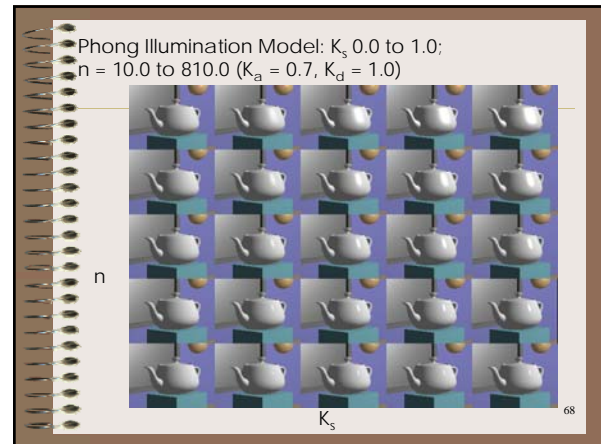 Phong Illumination Model: Ks 0.0 to 1.0;
n = 10.0 to 810.0 (Ka = 0.7, Kd = 1.0)
n
Ks
68